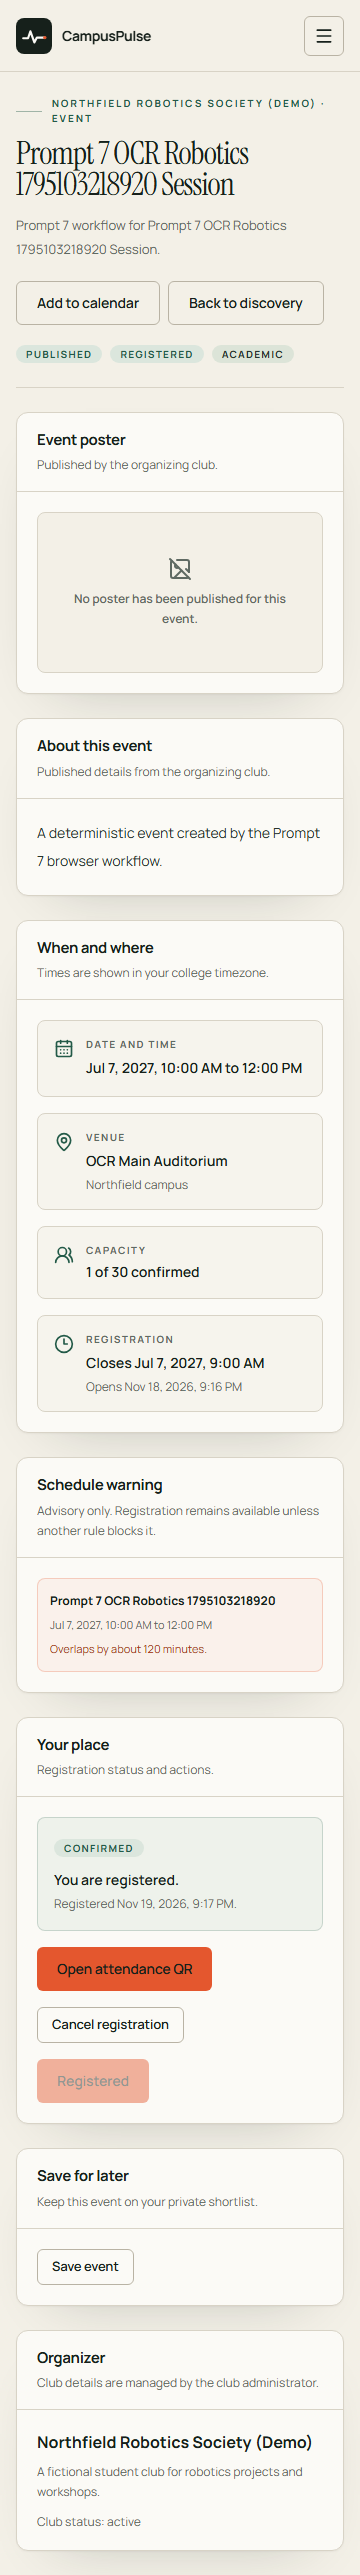 CampusPulse
NORTHFIELD ROBOTICS SOCIETY (DEMO) ·
EVENT
Prompt 7 OCR Robotics
1795103218920 Session
Prompt 7 workflow for Prompt 7 OCR Robotics
1795103218920 Session.
Add to calendar
Back to discovery
PUBLISHED
REGISTERED
ACADEMIC
Event poster
Published by the organizing club.
No poster has been published for this
event.
About this event
Published details from the organizing club.
A deterministic event created by the Prompt
7 browser workflow.
When and where
Times are shown in your college timezone.
DATE AND TIME
Jul 7, 2027, 10:00 AM to 12:00 PM
VENUE
OCR Main Auditorium
Northfield campus
CAPACITY
1 of 30 confirmed
REGISTRATION
Closes Jul 7, 2027, 9:00 AM
Opens Nov 18, 2026, 9:16 PM
Schedule warning
Advisory only. Registration remains available unless
another rule blocks it.
Prompt 7 OCR Robotics 1795103218920
Jul 7, 2027, 10:00 AM to 12:00 PM
Overlaps by about 120 minutes.
Your place
Registration status and actions.
CONFIRMED
You are registered.
Registered Nov 19, 2026, 9:17 PM.
Open attendance QR
Cancel registration
Registered
Save for later
Keep this event on your private shortlist.
Save event
Organizer
Club details are managed by the club administrator.
Northfield Robotics Society (Demo)
A fictional student club for robotics projects and
workshops.
Club status: active